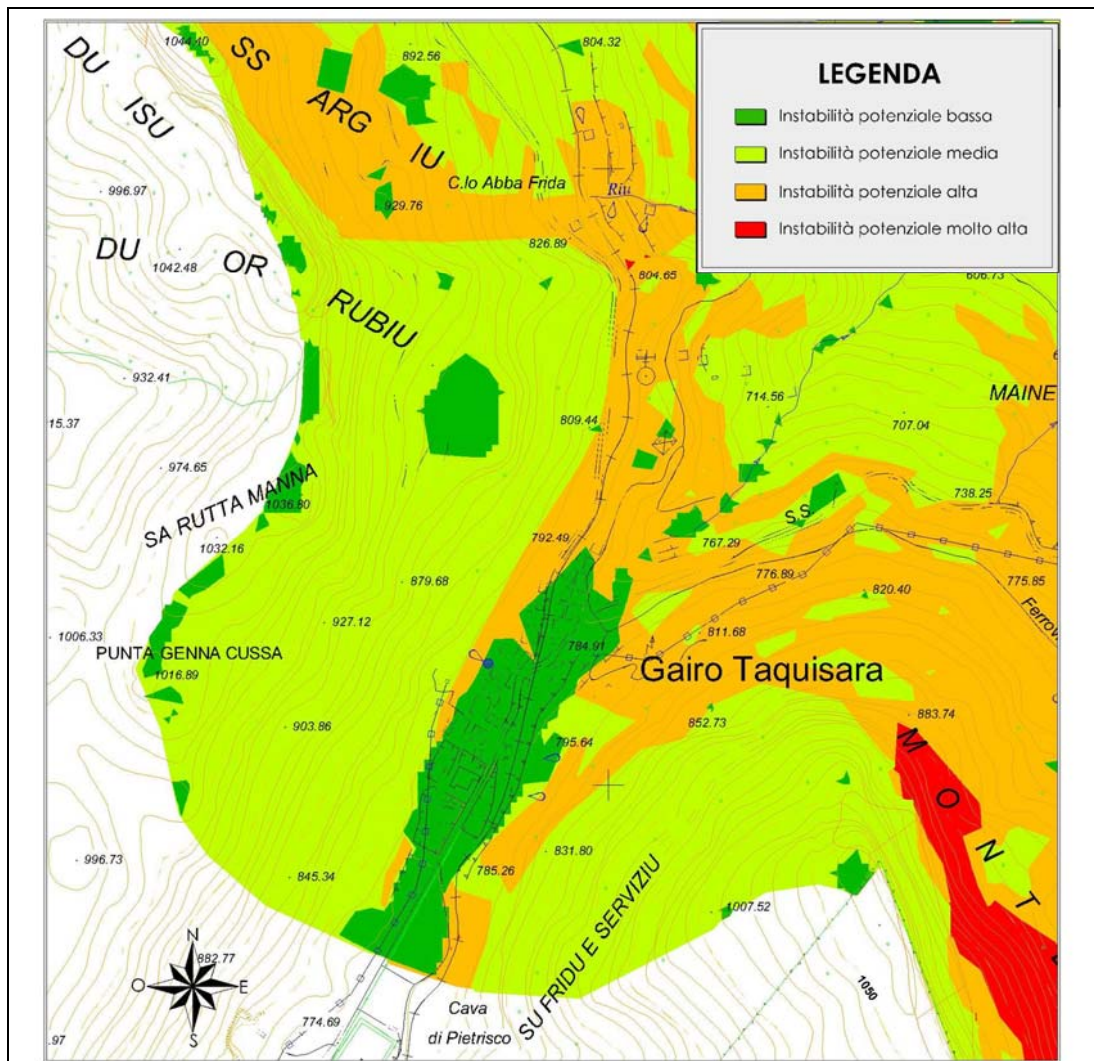 DU ISU
SS ARGIU
1044.40
892.56
804.32
LEGENDA
Instabilità potenziale bassa
Instabilità potenziale media
Instabilità potenziale alta
Instabilità potenziale molto alta
996.97
929.76
C.lo Abba Frida
Riu
826.89
804.65
606.73
1042.48
DU OR RUBIU
932.41
714.56
MAINE
15.37
809.44
707.04
974.65
SA RUTTA MANNA
1036.80
738.25
S.S.
1032.16
792.49
767.29
879.68
776.89
820.40
775.85
Ferrovi
927.12
1006.33
811.68
PUNTA GENNA CUSSA
784.91
1016.89
Gairo Taquisara
903.86
852.73
883.74
795.64
MONT
996.73
845.34
785.26
831.80
1007.52
SU FRIDU E SERVIZIU
N
O
E
S
882.77
1050
774.69
Cava
di Pietrisco
.97